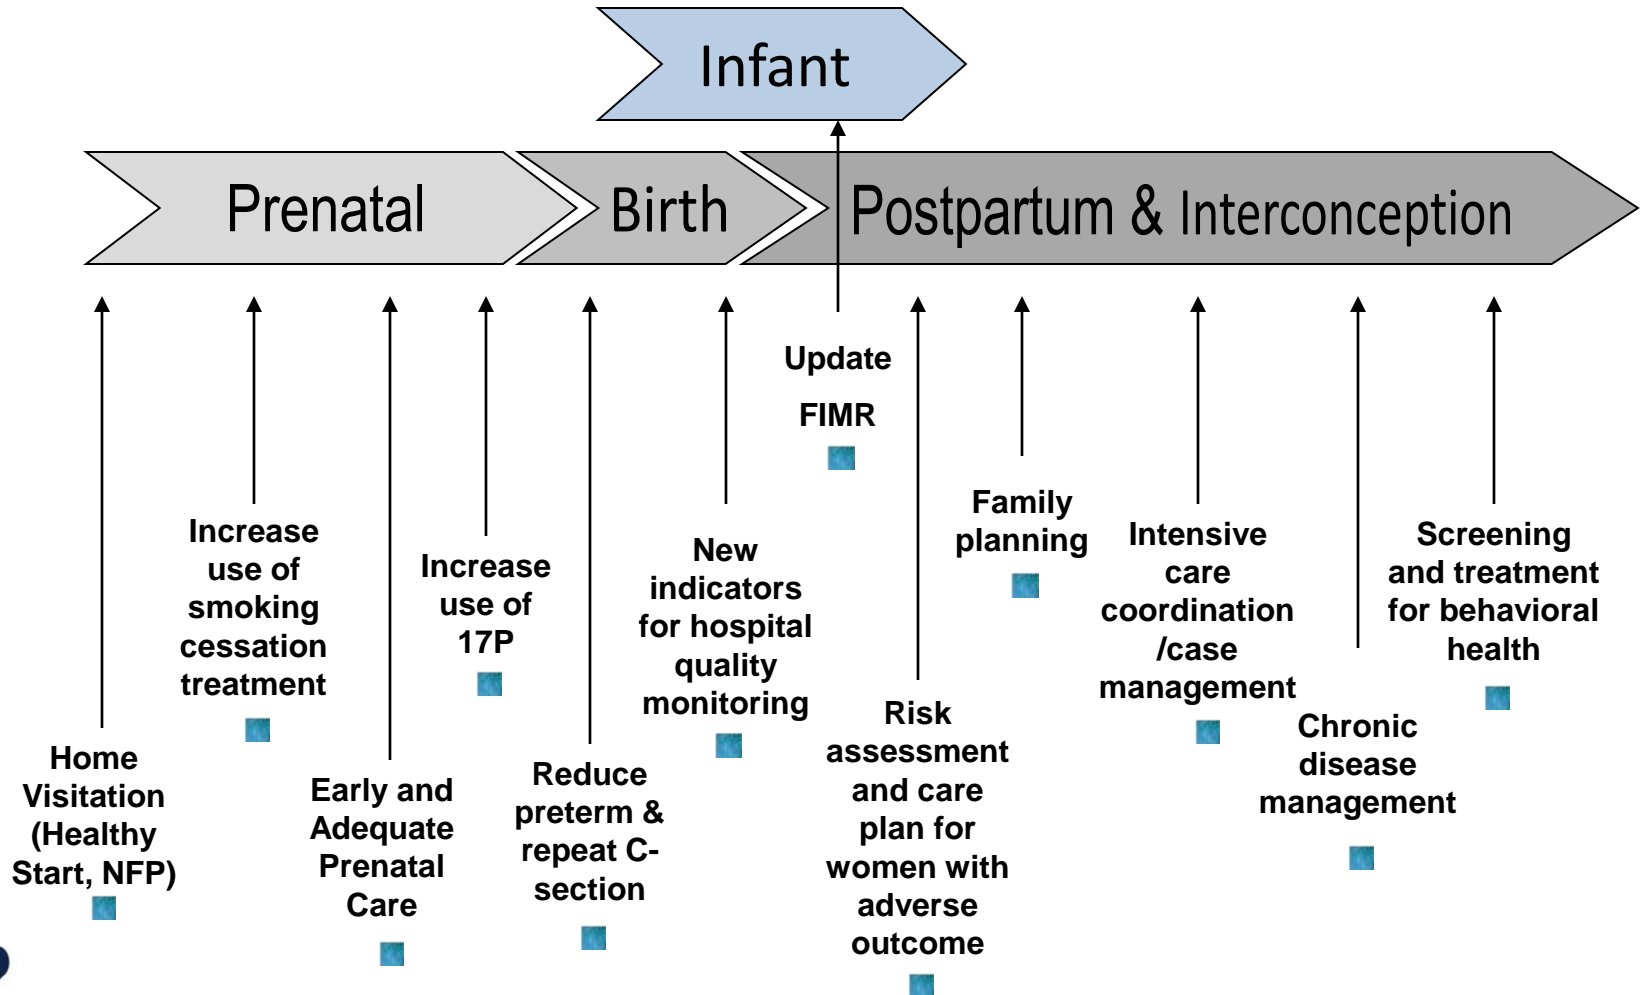 Infant
Prenatal
Birth
Postpartum & Interconception
Home
Visitation
(Healthy
Start, NFP)
Increase
use of
smoking
cessation
treatment
Early and
Adequate
Prenatal
Care
Increase
use of
17P
Reduce
preterm &
repeat C-
section
New
indicators
for hospital
quality
monitoring
Update
FIMR
Risk
assessment
and care
plan for
women with
adverse
outcome
Family
planning
Intensive
care
coordination
/case
management
Chronic
disease
management
Screening
and treatment
for behavioral
health